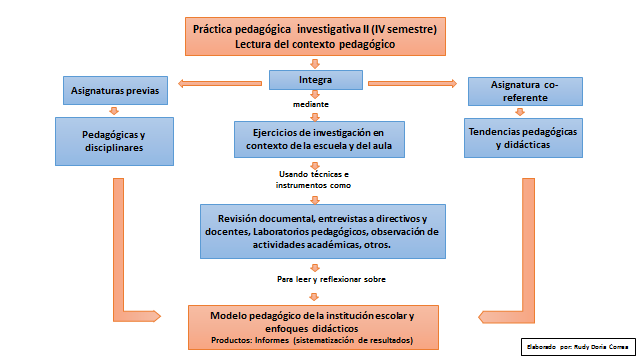 Práctica pedagógica investigativa II (IV semestre)
Lectura del contexto pedagógico
Integra
Asignaturas previas
Asignatura co-
referente
mediante
Pedagógicas y
disciplinares
Ejercicios de investigación en
contexto de la escuela y del aula
Tendencias pedagógicas
y didácticas
Usando técnicas e
instrumentos como
Revisión documental, entrevistas a directivos y
docentes, Laboratorios pedagógicos, observación de
actividades académicas, otros.
Para leer y reflexionar sobre
Modelo pedagógico de la institución escolar y
enfoques didácticos
Productos: Informes (sistematización de resultados)
Elaborado por: Rudy Doria Correa